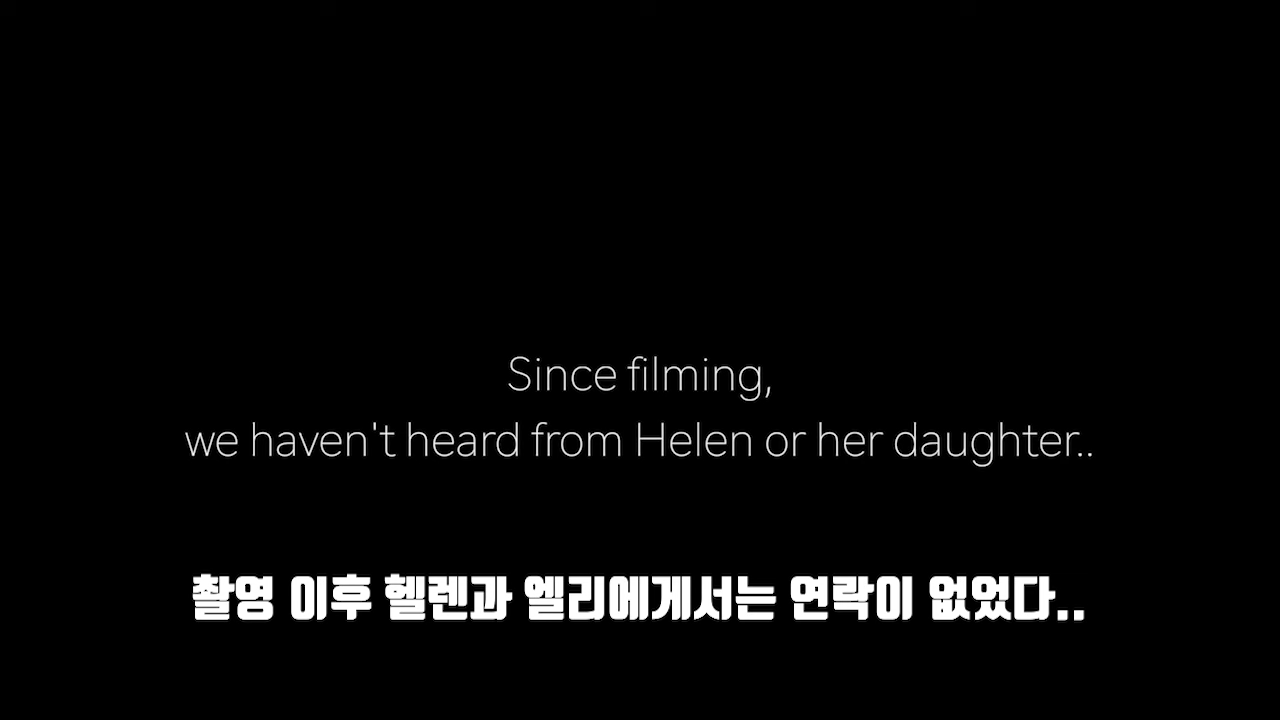 Since filming,
we haven't heard from Helen or her daughter..
촬영 이후 헬렌과 엘리에게서는 연락이 없었다..